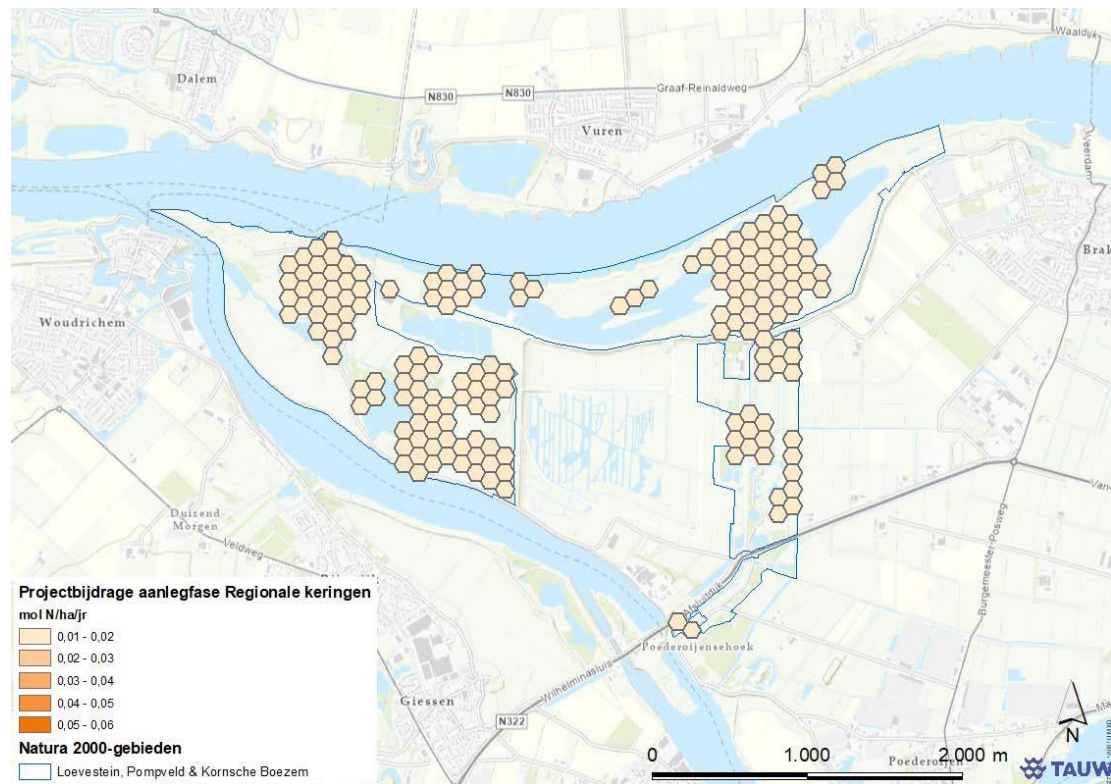 Waaldijk
Dalem
N830
N830
Graaf-Reinaldweg
Vuren
Weerdam
Brak
Woudrichem
Duizend
Morgen
Veldweg
Van
Burgemeester Posweg
Afsluitdijk
Poederoijensehoek
Wilhelminasluis
Giessen
N322
Poederoijen
Projectbijdrage aanlegfase Regionale keringen
mol N/ha/jr
0,01 - 0,02
0,02 - 0,03
0,03 - 0,04
0,04 - 0,05
0,05 - 0,06
Natura 2000-gebieden
Loevestein, Pompveld & Kornsche Boezem
N
0 1.000 2.000 m
TAUW